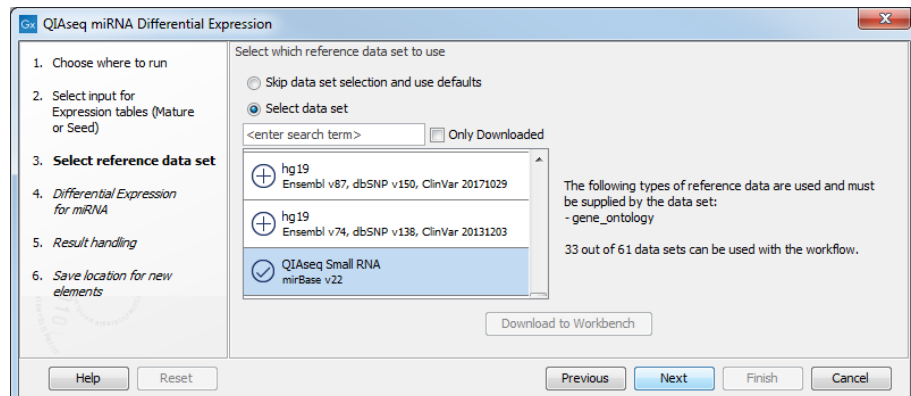 Gx QIAseq miRNA Differential Expression
1. Choose where to run
2. Select input for
Expression tables (Mature
or Seed)
3. Select reference data set
4. Differential Expression
for miRNA
5. Result handling
6. Save location for new
elements
Select which reference data set to use
Skip data set selection and use defaults
Select data set
<enter search term>
Only Downloaded
hg19
Ensembl v87, dbSNP v150, ClinVar 20171029
hg19
Ensembl v74, dbSNP v138, ClinVar 20131203
QIAseq Small RNA
mirBase v22
The following types of reference data are used and must
be supplied by the data set:
- gene_ontology
33 out of 61 data sets can be used with the workflow.
Download to Workbench
Help
Reset
Previous
Next
Finish
Cancel